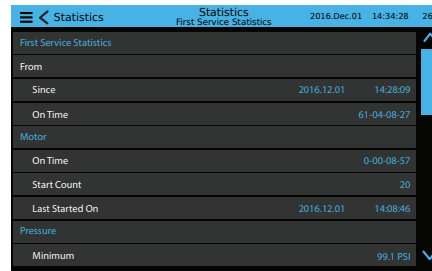 Statistics
Statistics
First Service Statistics
2016.Dec.01 14:34:28 26
First Service Statistics
From
Since 2016.12.01 14:28:09
On Time 61-04-08-27
Motor
On Time 0-00-08-57
Start Count 20
Last Started On 2016.12.01 14:08:46
Pressure
Minimum 99.1 PSI